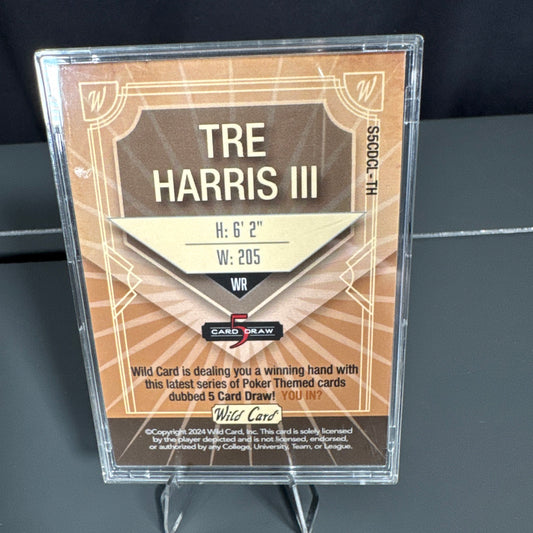 W
W
TRE
HARRIS III
S5CDCL-TH
H: 6' 2"
W: 205
WR
5
CARD DRAW
Wild Card is dealing you a winning hand with
this latest series of Poker Themed cards
dubbed 5 Card Draw! YOU IN?
Wild Card
©Copyright 2024 Wild Card, Inc. This card is solely licensed
by the player depicted and is not licensed, endorsed,
or authorized by any College, University, Team, or League.